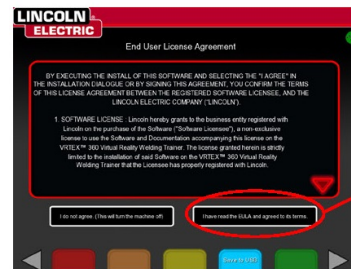 LINCOLN
ELECTRIC
End User License Agreement
BY EXECUTING THE INSTALL OF THIS SOFTWARE AND SELECTING THE "I AGREE" IN
THE INSTALLATION DIALOGUE OR BY SIGNING THIS AGREEMENT, YOU CONFIRM THE TERMS
OF THIS LICENSE AGREEMENT BETWEEN THE REGISTERED SOFTWARE LICENSEE, AND THE
LINCOLN ELECTRIC COMPANY ("LINCOLN").
1. SOFTWARE LICENSE : Lincoln hereby grants to the business entity registered with
Lincoln on the purchase of the Software ("Software Licensee"), a non-exclusive
license to use the Software and Documentation accompanying this license on the
VRTEX™ 360 Virtual Reality Welding Trainer. The license granted herein is strictly
limited to the installation of said Software on the VRTEX™ 360 Virtual Reality
Welding Trainer that the Licensee has properly registered with Lincoln.
I do not agree. (This will turn the machine off)
I have read the EULA and agreed to its terms.
Save to USB